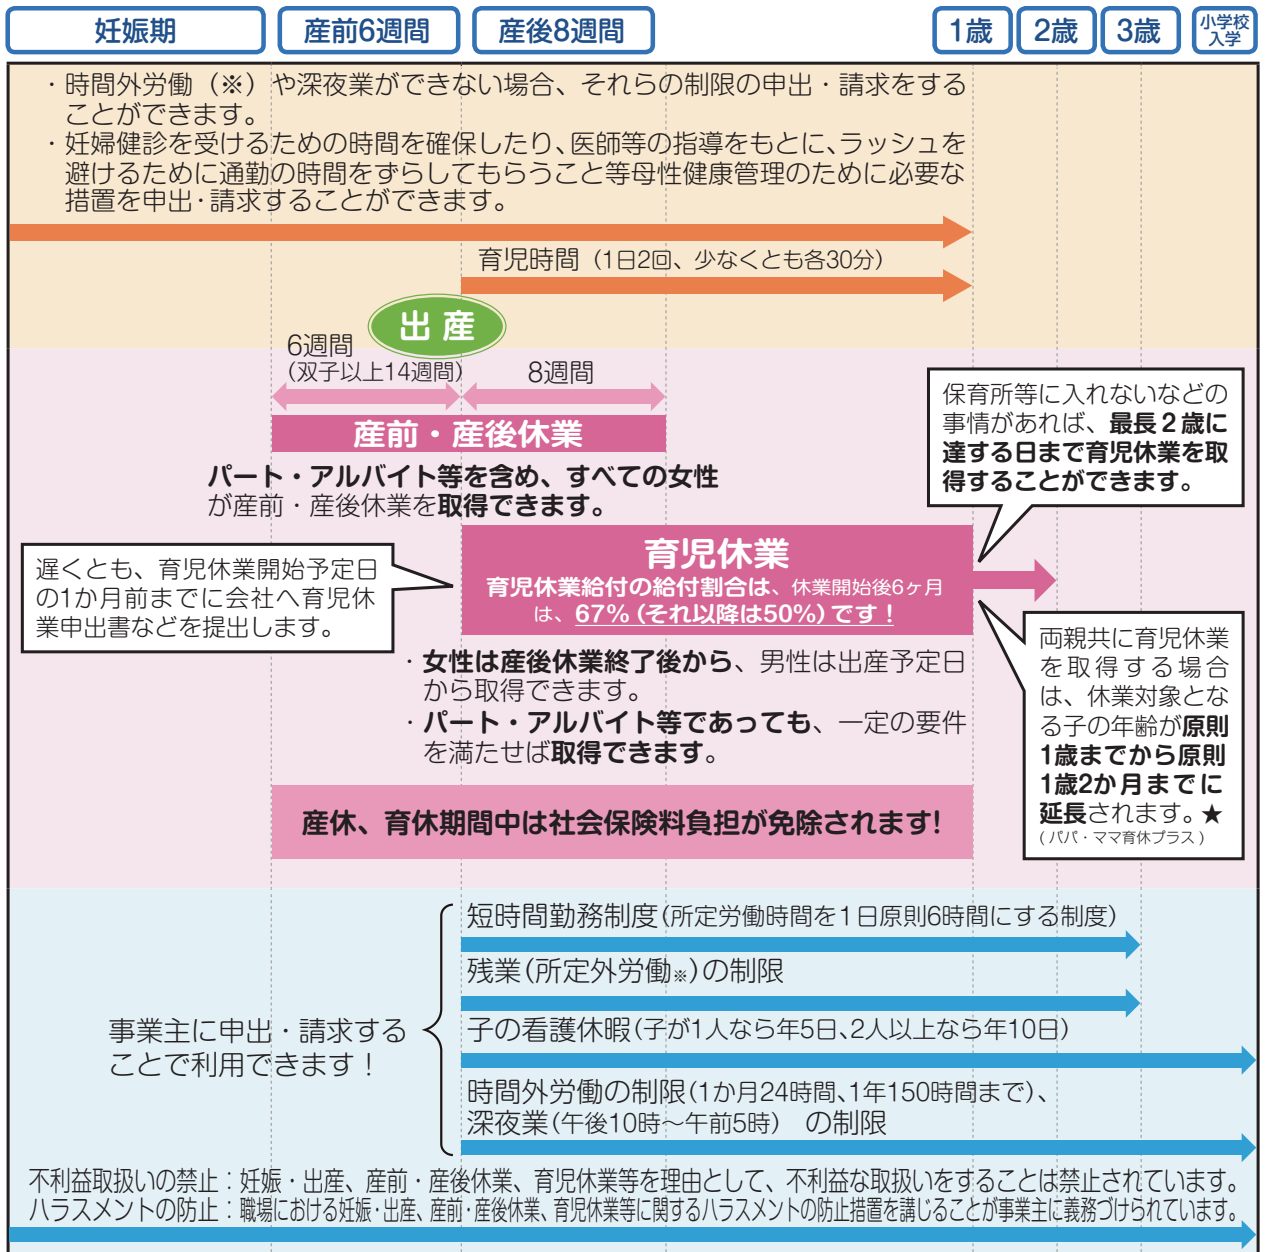 妊娠期
産前6週間
産後8週間
1歳
2歳
3歳
小学校
入学
・時間外労働（※）や深夜業ができない場合、それらの制限の申出・請求をする
ことができます。
・妊婦健診を受けるための時間を確保したり、医師等の指導をもとに、ラッシュを
避けるために通勤の時間をずらしてもらうこと等母性健康管理のために必要な
措置を申出・請求することができます。
育児時間（1日2回、少なくとも各30分）
出産
6週間
（双子以上14週間）
8週間
産前・産後休業
パート・アルバイト等を含め、すべての女性
が産前・産後休業を取得できます。
保育所等に入れないなどの
事情があれば、最長２歳に
達する日まで育児休業を取
得することができます。
遅くとも、育児休業開始予定日
の1か月前までに会社へ育児休
業申出書などを提出します。
育児休業
育児休業給付の給付割合は、休業開始後6ヶ月
は、67％（それ以降は50％）です！
・女性は産後休業終了後から、男性は出産予定日
から取得できます。
・パート・アルバイト等であっても、一定の要件
を満たせば取得できます。
両親共に育児休業
を取得する場合
は、休業対象とな
る子の年齢が原則
1歳までから原則
1歳2か月までに
延長されます。★
（パパ・ママ育休プラス）
産休、育休期間中は社会保険料負担が免除されます!
事業主に申出・請求する
ことで利用できます！
短時間勤務制度（所定労働時間を１日原則6時間にする制度）
残業（所定外労働※）の制限
子の看護休暇（子が1人なら年5日、2人以上なら年10日）
時間外労働の制限（1か月24時間、1年150時間まで）、
深夜業（午後10時～午前5時）　の制限
不利益取扱いの禁止：妊娠・出産、産前・産後休業、育児休業等を理由として、不利益な取扱いをすることは禁止されています。
ハラスメントの防止：職場における妊娠・出産、産前・産後休業、育児休業等に関するハラスメントの防止措置を講じることが事業主に義務づけられています。